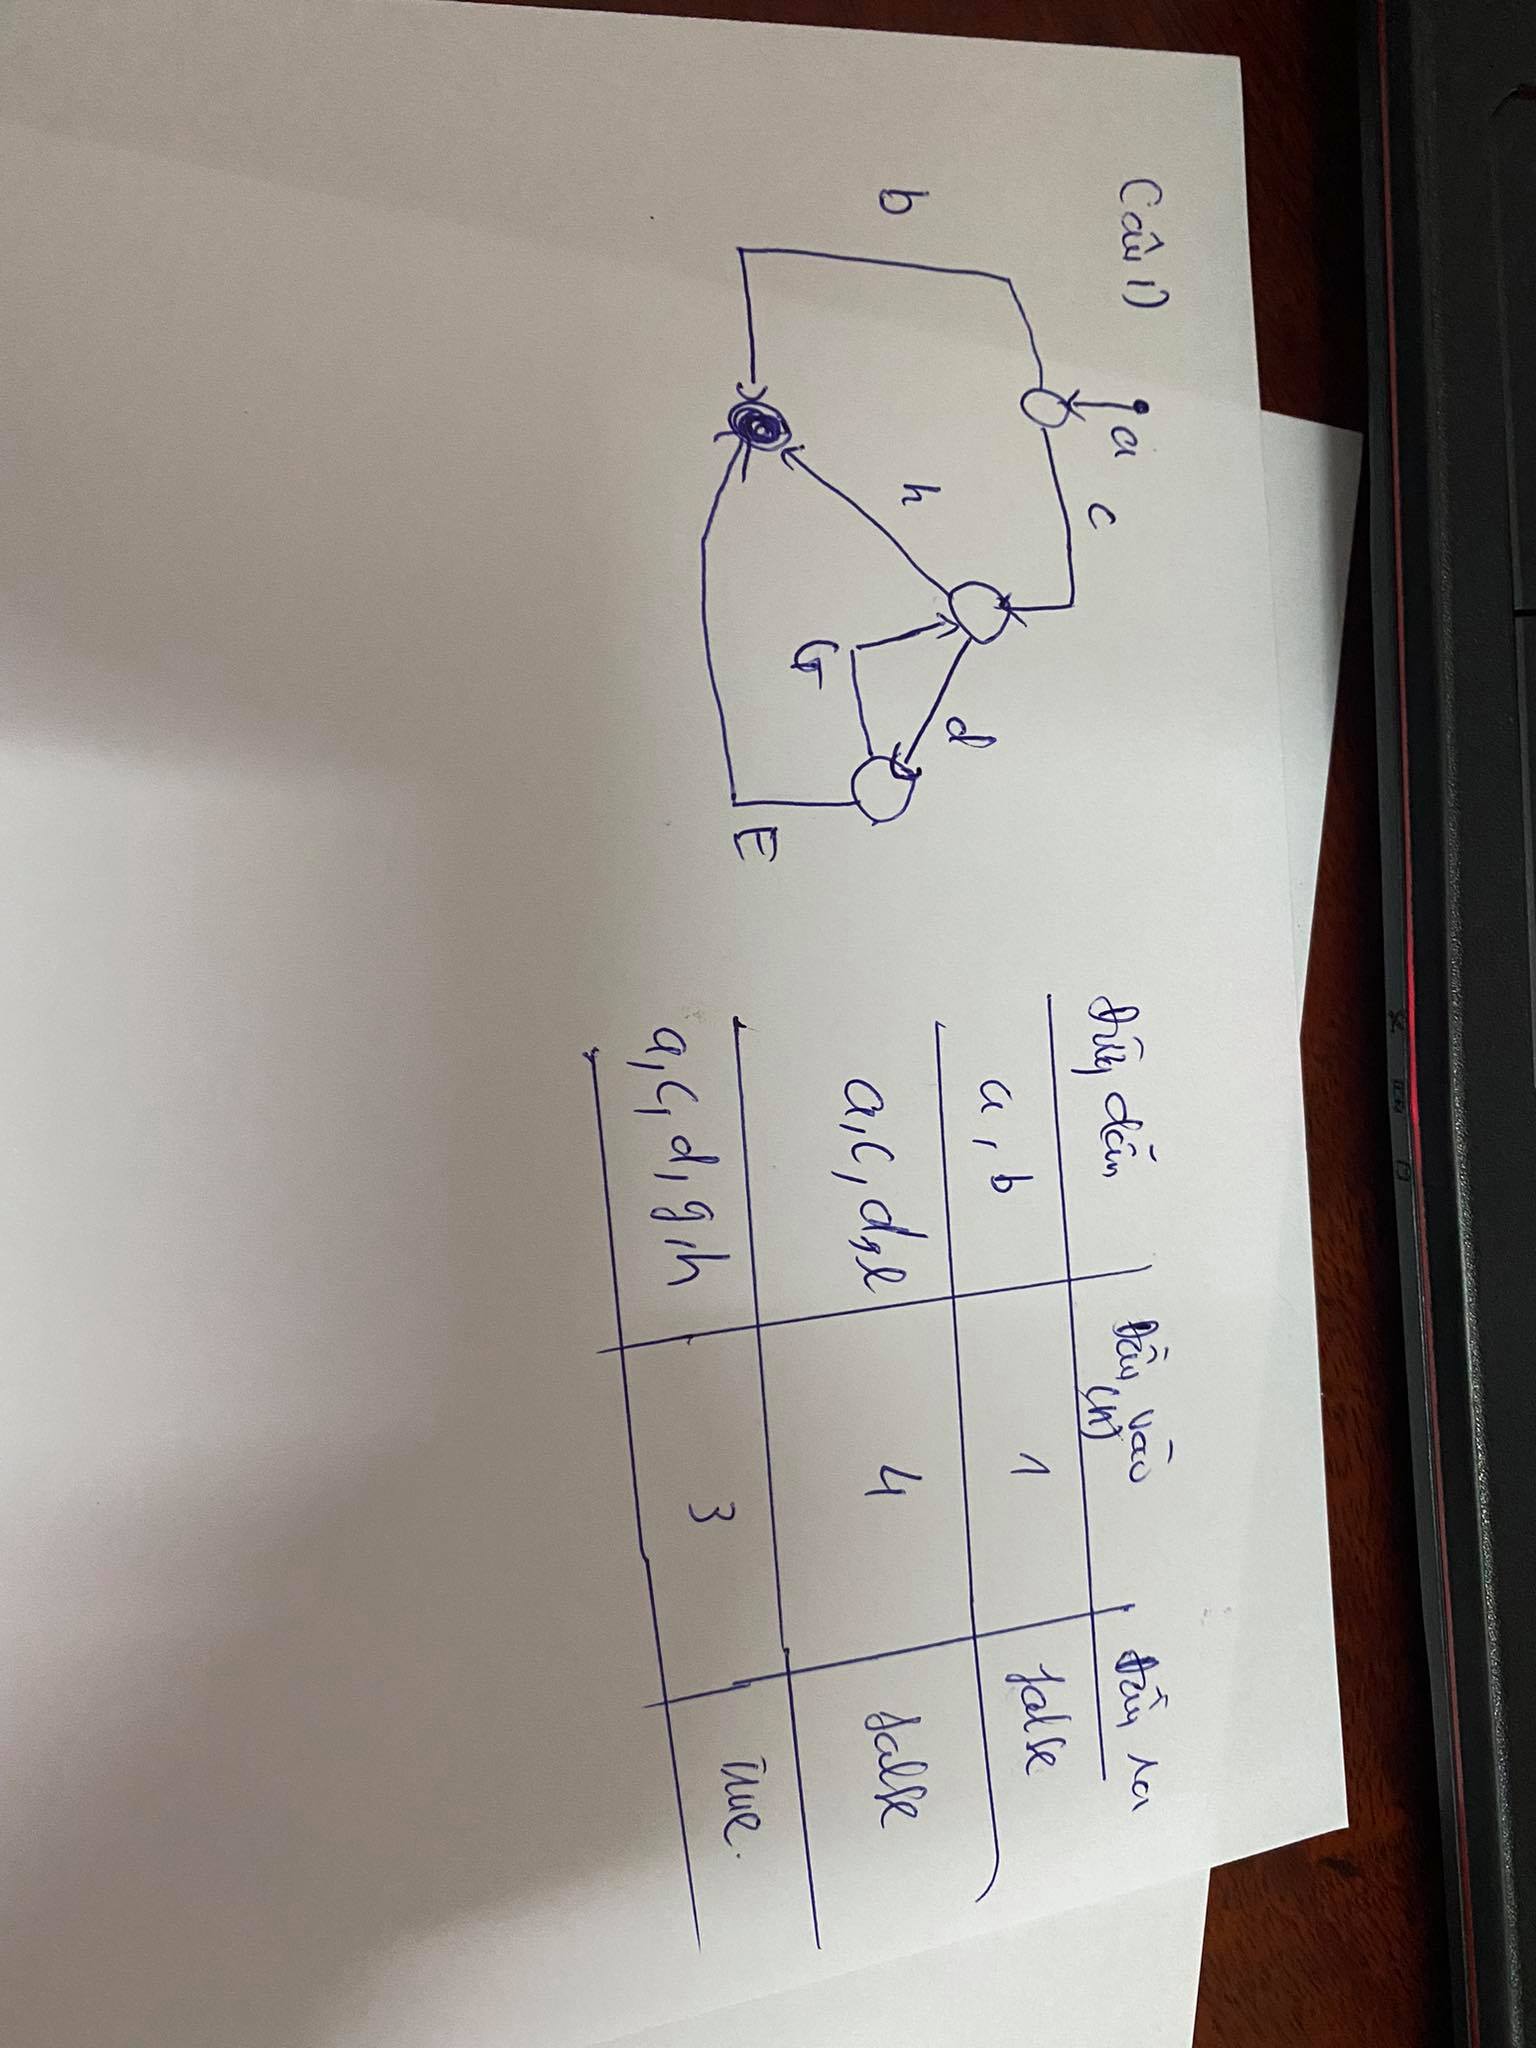 Câu 1)
a
c
b
h
d
G
E
đường dẫn đầu vào đầu ra
(n)
a, b 1 false
a, c, d, e 4 false
a, c, d, g, h 3 true.